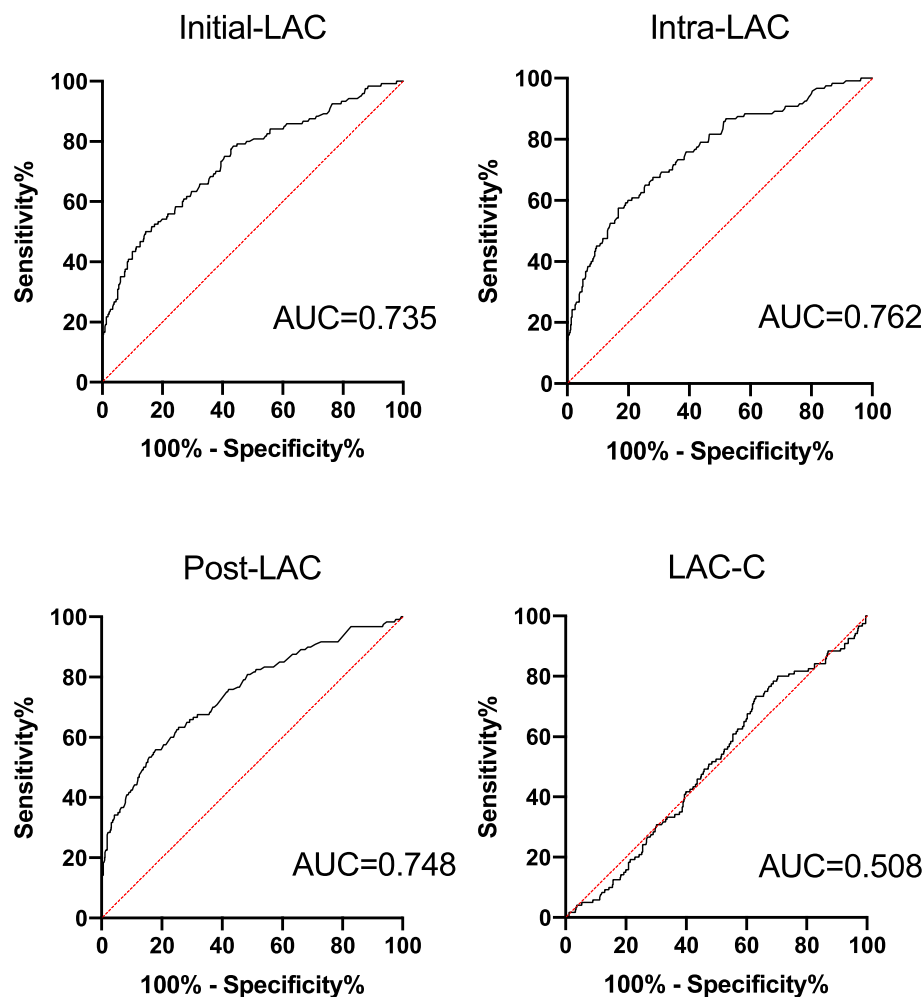 Initial-LAC
100
80
60
40
20
0
Sensitivity%
AUC=0.735
0 20 40 60 80 100
100% - Specificity%
Intra-LAC
100
80
60
40
20
0
Sensitivity%
AUC=0.762
0 20 40 60 80 100
100% - Specificity%
Post-LAC
100
80
60
40
20
0
Sensitivity%
AUC=0.748
0 20 40 60 80 100
100% - Specificity%
LAC-C
100
80
60
40
20
0
Sensitivity%
AUC=0.508
0 20 40 60 80 100
100% - Specificity%